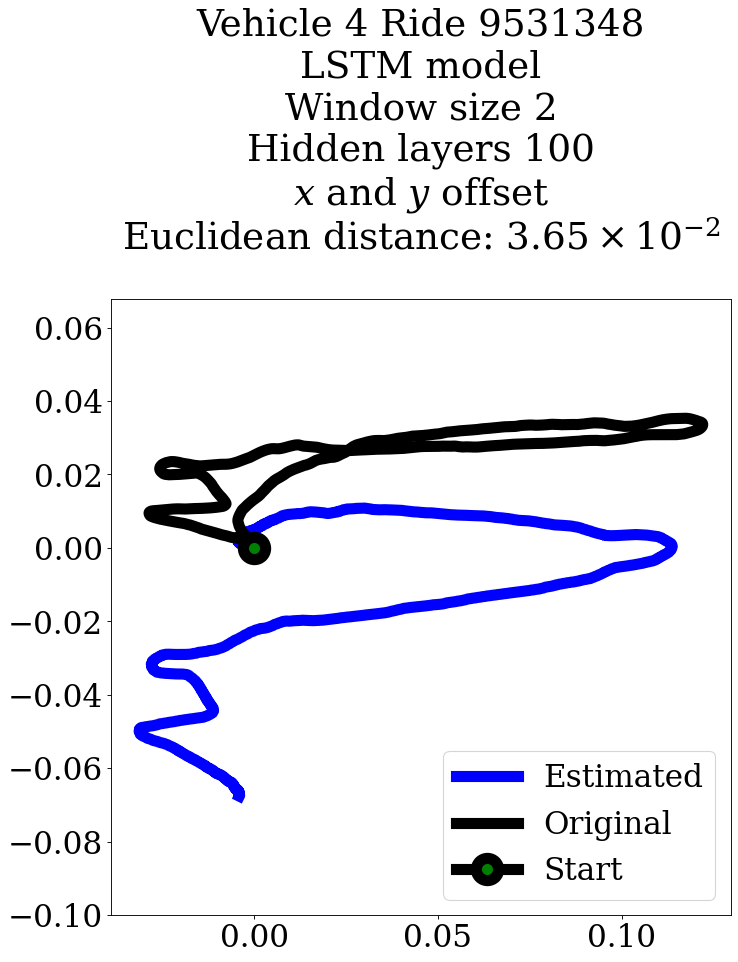 Vehicle 4 Ride 9531348
LSTM model
Window size 2
Hidden layers 100
x and y offset
Euclidean distance: 3.65 × 10⁻²
0.06
0.04
0.02
0.00
−0.02
−0.04
−0.06
−0.08
−0.10
0.00 0.05 0.10
Estimated
Original
Start